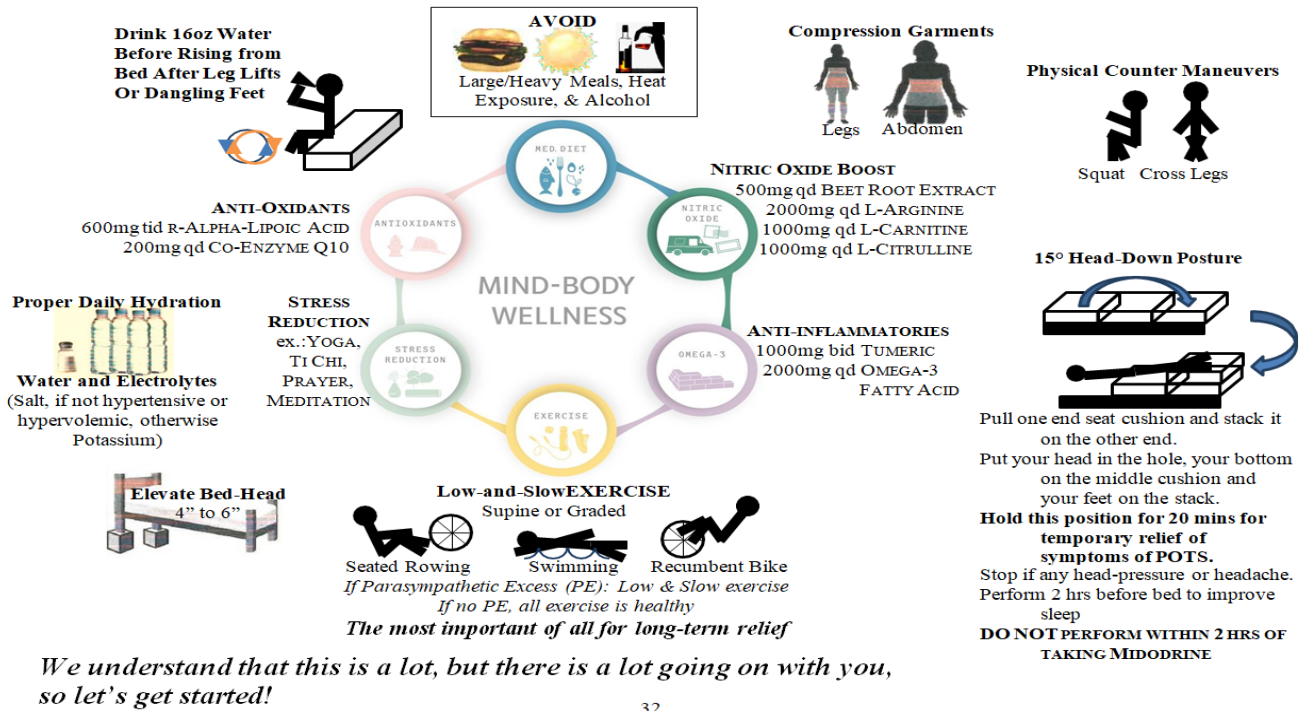 Drink 16oz Water
Before Rising from
Bed After Leg Lifts
Or Dangling Feet
AVOID
Large/Heavy Meals, Heat
Exposure, & Alcohol
Compression Garments
Legs
Abdomen
Physical Counter Maneuvers
Squat
Cross Legs
MED. DIET
NITRIC OXIDE BOOST
500mg qd BEET ROOT EXTRACT
2000mg qd L-ARGININE
1000mg qd L-CARNITINE
1000mg qd L-CITRULLINE
NITRIC
OXIDE
ANTI-OXIDANTS
600mg tid R-ALPHA-LIPOIC ACID
200mg qd CO-ENZYME Q10
ANTIOXIDANTS
MIND-BODY
WELLNESS
Proper Daily Hydration
Water and Electrolytes
(Salt, if not hypertensive or
hypervolemic, otherwise
Potassium)
STRESS
REDUCTION
ex.:YOGA,
TI CHI,
PRAYER,
MEDITATION
STRESS
REDUCTION
OMEGA-3
ANTI-INFLAMMATORIES
1000mg bid TUMERIC
2000mg qd OMEGA-3
FATTY ACID
EXERCISE
15° Head-Down Posture
Pull one end seat cushion and stack it
on the other end.
Put your head in the hole, your bottom
on the middle cushion and
your feet on the stack.
Hold this position for 20 mins for
temporary relief of
symptoms of POTS.
Stop if any head-pressure or headache.
Perform 2 hrs before bed to improve
sleep
DO NOT PERFORM WITHIN 2 HRS OF
TAKING MIDODRINE
Elevate Bed-Head
4” to 6”
Low-and-SlowEXERCISE
Supine or Graded
Seated Rowing
Swimming
Recumbent Bike
If Parasympathetic Excess (PE): Low & Slow exercise
If no PE, all exercise is healthy
The most important of all for long-term relief
We understand that this is a lot, but there is a lot going on with you,
so let’s get started!
32